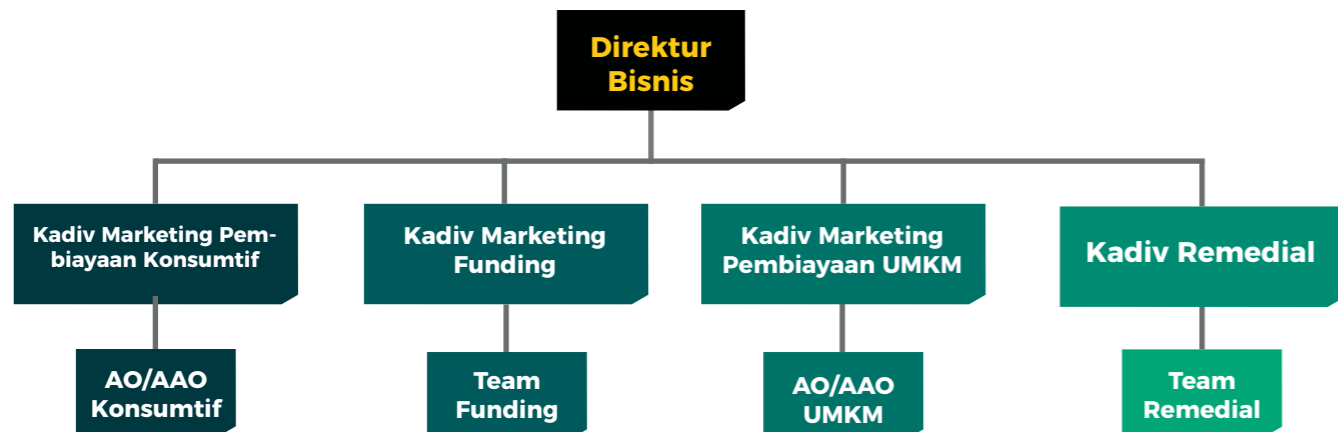 Direktur
Bisnis
Kadiv Marketing Pem-
biayaan Konsumtif
Kadiv Marketing
Funding
Kadiv Marketing
Pembiayaan UMKM
Kadiv Remedial
AO/AAO
Konsumtif
Team
Funding
AO/AAO
UMKM
Team
Remedial